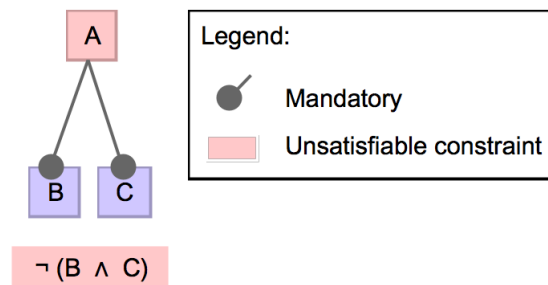 A
B
C
¬ (B ∧ C)
Legend:
Mandatory
Unsatisfiable constraint